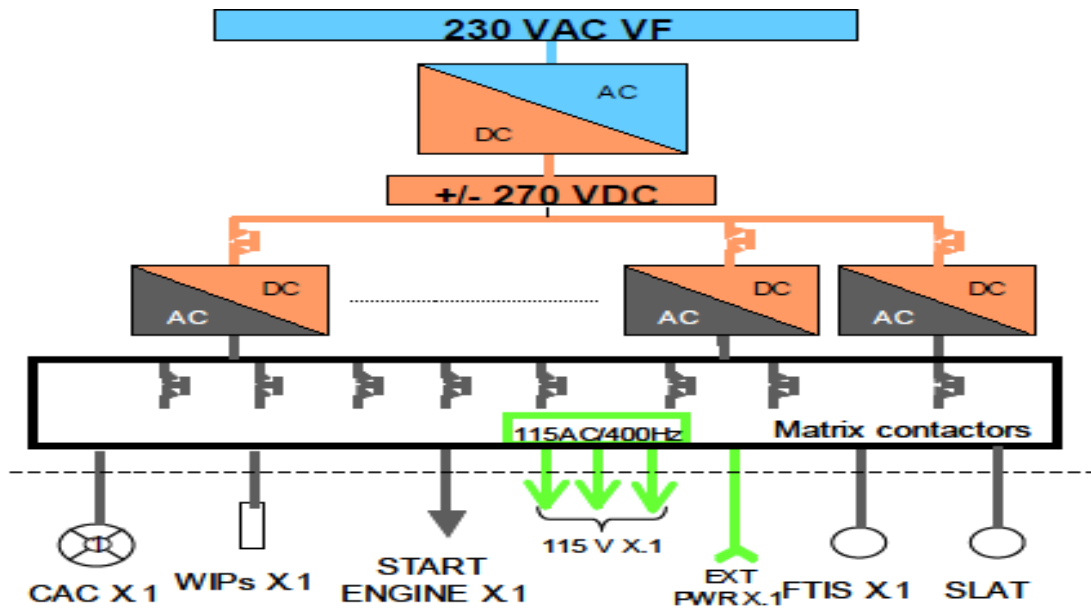 230 VAC VF
AC
DC
+/- 270 VDC
DC
AC
DC
AC
DC
AC
115AC/400Hz
Matrix contactors
1
CAC X.1
WIPs X.1
START
ENGINE X.1
115 V X.1
EXT
PWR X.1
FTIS X.1
SLAT